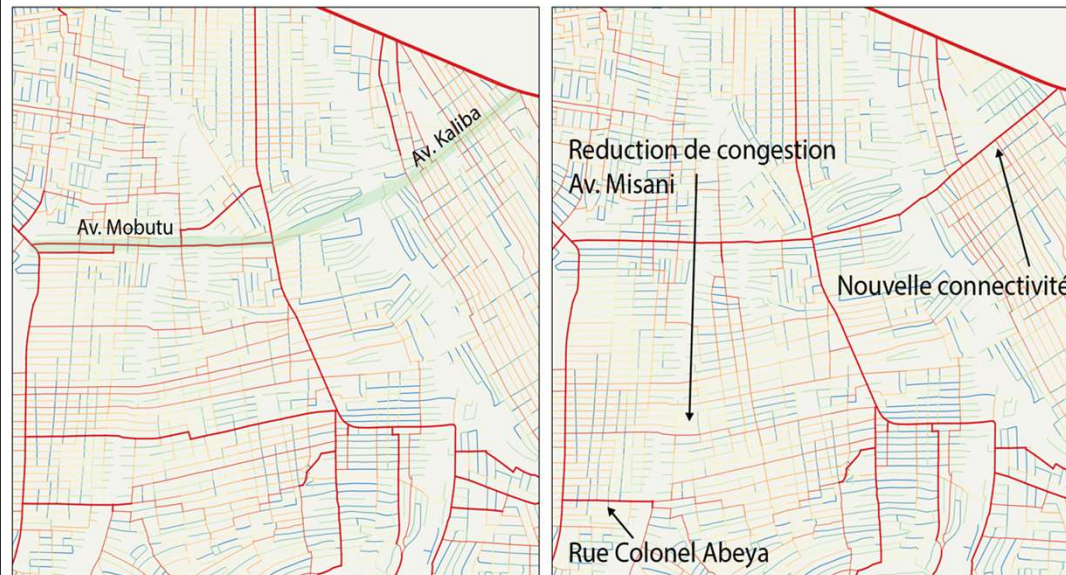 Av. Kaliba
Av. Mobutu
Reduction de congestion
Av. Misani
Nouvelle connectivité
Rue Colonel Abeya